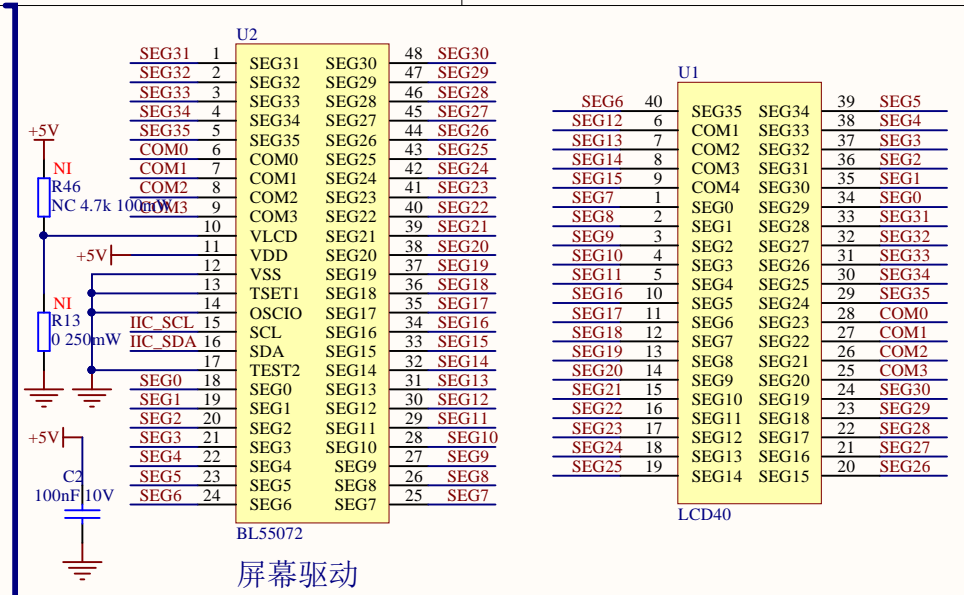 U2
SEG31 1 SEG31 SEG30 48 SEG30
SEG32 2 SEG32 SEG29 47 SEG29
SEG33 3 SEG33 SEG28 46 SEG28
SEG34 4 SEG34 SEG27 45 SEG27
SEG35 5 SEG35 SEG26 44 SEG26
COM0 6 COM0 SEG25 43 SEG25
COM1 7 COM1 SEG24 42 SEG24
COM2 8 COM2 SEG23 41 SEG23
COM3 9 COM3 SEG22 40 SEG22
10 VLCD SEG21 39 SEG21
+5V 11 VDD SEG20 38 SEG20
12 VSS SEG19 37 SEG19
13 TSET1 SEG18 36 SEG18
14 OSCIO SEG17 35 SEG17
IIC_SCL 15 SCL SEG16 34 SEG16
IIC_SDA 16 SDA SEG15 33 SEG15
17 TEST2 SEG14 32 SEG14
SEG0 18 SEG0 SEG13 31 SEG13
SEG1 19 SEG1 SEG12 30 SEG12
SEG2 20 SEG2 SEG11 29 SEG11
SEG3 21 SEG3 SEG10 28 SEG10
SEG4 22 SEG4 SEG9 27 SEG9
SEG5 23 SEG5 SEG8 26 SEG8
SEG6 24 SEG6 SEG7 25 SEG7
BL55072
+5V
NI
R46
NC 4.7k 100mW
NI
R13
0 250mW
+5V
C2
100nF 10V
屏幕驱动
U1
SEG6 40 SEG35 SEG34 39 SEG5
SEG12 6 COM1 SEG33 38 SEG4
SEG13 7 COM2 SEG32 37 SEG3
SEG14 8 COM3 SEG31 36 SEG2
SEG15 9 COM4 SEG30 35 SEG1
SEG7 1 SEG0 SEG29 34 SEG0
SEG8 2 SEG1 SEG28 33 SEG31
SEG9 3 SEG2 SEG27 32 SEG32
SEG10 4 SEG3 SEG26 31 SEG33
SEG11 5 SEG4 SEG25 30 SEG34
SEG16 10 SEG5 SEG24 29 SEG35
SEG17 11 SEG6 SEG23 28 COM0
SEG18 12 SEG7 SEG22 27 COM1
SEG19 13 SEG8 SEG21 26 COM2
SEG20 14 SEG9 SEG20 25 COM3
SEG21 15 SEG10 SEG19 24 SEG30
SEG22 16 SEG11 SEG18 23 SEG29
SEG23 17 SEG12 SEG17 22 SEG28
SEG24 18 SEG13 SEG16 21 SEG27
SEG25 19 SEG14 SEG15 20 SEG26
LCD40